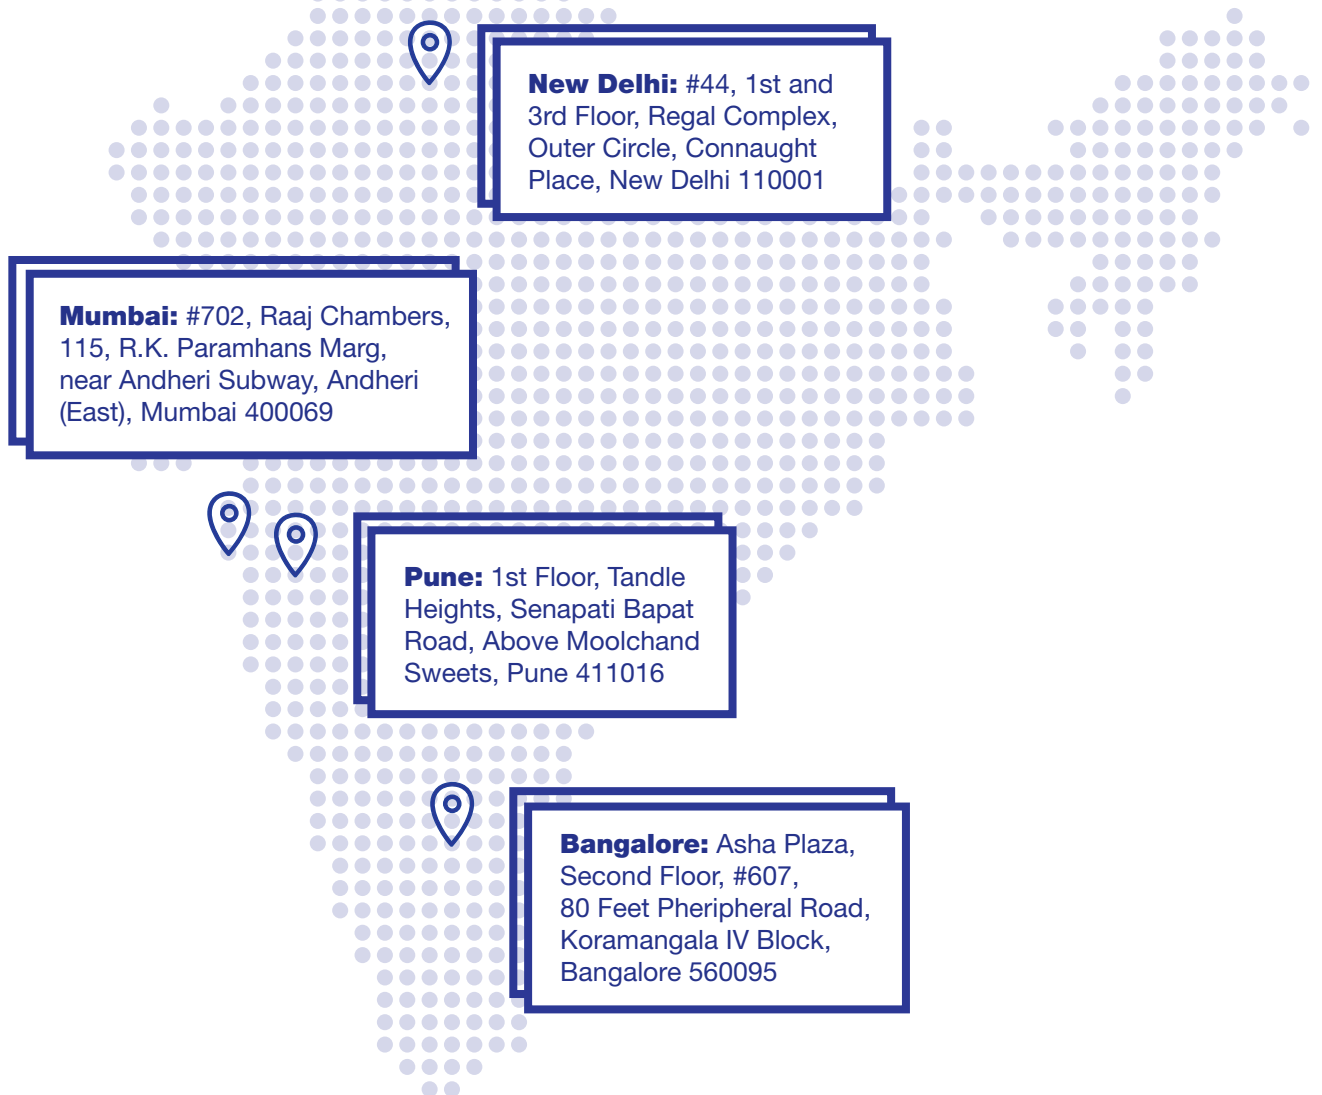 New Delhi: #44, 1st and
3rd Floor, Regal Complex,
Outer Circle, Connaught
Place, New Delhi 110001
Mumbai: #702, Raaj Chambers,
115, R.K. Paramhans Marg,
near Andheri Subway, Andheri
(East), Mumbai 400069
Pune: 1st Floor, Tandle
Heights, Senapati Bapat
Road, Above Moolchand
Sweets, Pune 411016
Bangalore: Asha Plaza,
Second Floor, #607,
80 Feet Pheripheral Road,
Koramangala IV Block,
Bangalore 560095